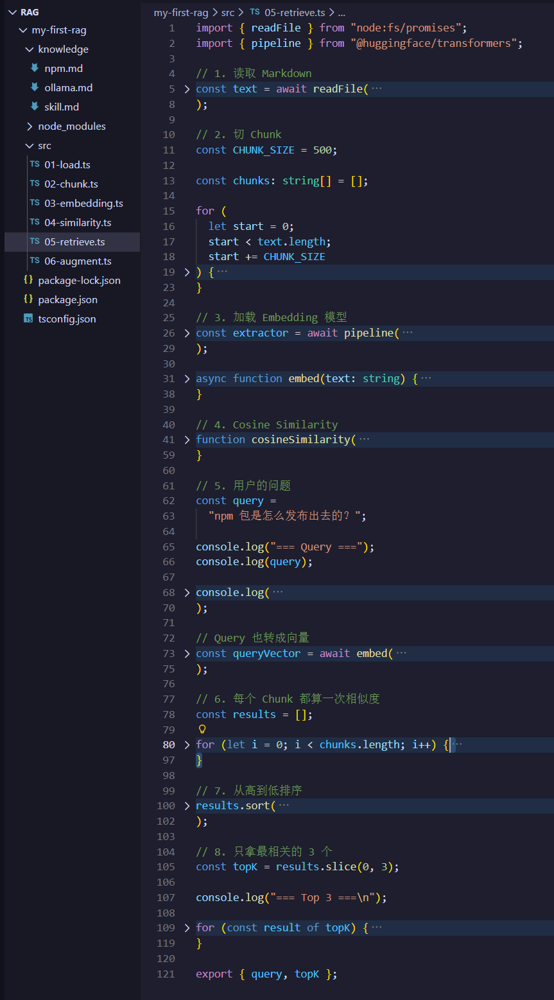 RAG
my-first-rag
knowledge
npm.md
ollama.md
skill.md
node_modules
src
TS 01-load.ts
TS 02-chunk.ts
TS 03-embedding.ts
TS 04-similarity.ts
TS 05-retrieve.ts
TS 06-augment.ts
{} package-lock.json
{} package.json
TS tsconfig.json
my-first-rag > src > TS 05-retrieve.ts > ...
1 import { readFile } from "node:fs/promises";
2 import { pipeline } from "@huggingface/transformers";
3
4 // 1. 读取 Markdown
5 const text = await readFile(···
8 );
9
10 // 2. 切 Chunk
11 const CHUNK_SIZE = 500;
12
13 const chunks: string[] = [];
14
15 for (
16 let start = 0;
17 start < text.length;
18 start += CHUNK_SIZE
19 ) {···
23 }
24
25 // 3. 加载 Embedding 模型
26 const extractor = await pipeline(···
29 );
30
31 async function embed(text: string) {···
38 }
39
40 // 4. Cosine Similarity
41 function cosineSimilarity(···
59 }
60
61 // 5. 用户的问题
62 const query =
63 "npm 包是怎么发布出去的？";
64
65 console.log("=== Query ===");
66 console.log(query);
67
68 console.log(···
70 );
71
72 // Query 也转成向量
73 const queryVector = await embed(···
75 );
76
77 // 6. 每个 Chunk 都算一次相似度
78 const results = [];
79
80 for (let i = 0; i < chunks.length; i++) {···
97 }
98
99 // 7. 从高到低排序
100 results.sort(···
102 );
103
104 // 8. 只拿最相关的 3 个
105 const topK = results.slice(0, 3);
106
107 console.log("=== Top 3 ===\n");
108
109 for (const result of topK) {···
119 }
120
121 export { query, topK };